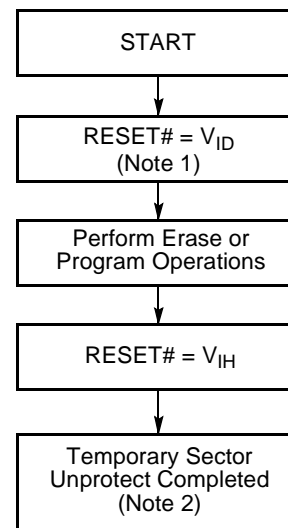 START
RESET# = VID
(Note 1)
Perform Erase or
Program Operations
RESET# = VIH
Temporary Sector
Unprotect Completed
(Note 2)